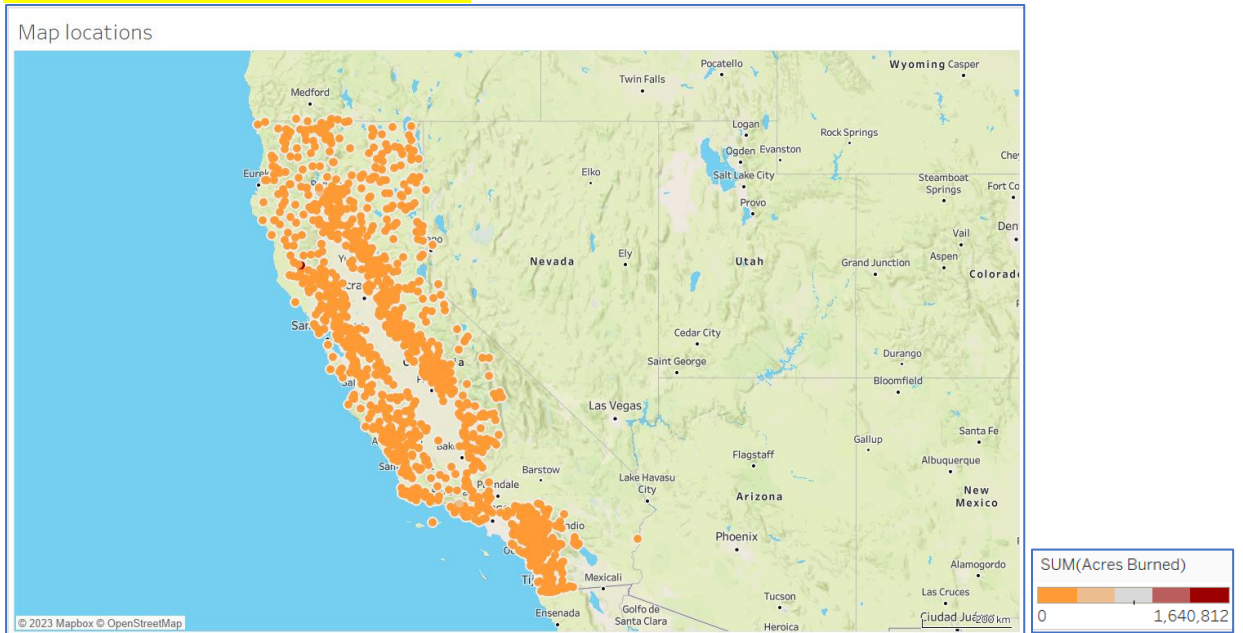 Map locations
Pocatello
Wyoming Casper
Twin Falls
Medford
Logan
Rock Springs
Ogden Evanston
Che
Elko
Eurek
Salt Lake City
Steamboat
Springs
Fort Co
Provo
Vail
Den
Nevada
Ely
Utah
Grand Junction
Aspen
Colorado
Cedar City
Saint George
Durango
Bloomfield
Las Vegas
Santa Fe
Gallup
Albuquerque
Flagstaff
Barstow
Lake Havasu
City
New
Mexico
Arizona
Phoenix
Alamogordo
Mexicali
Tucson
Las Cruces
Ensenada
Golfo de
Santa Clara
Heroica
200 km
© 2023 Mapbox © OpenStreetMap
SUM(Acres Burned)
0
1,640,812